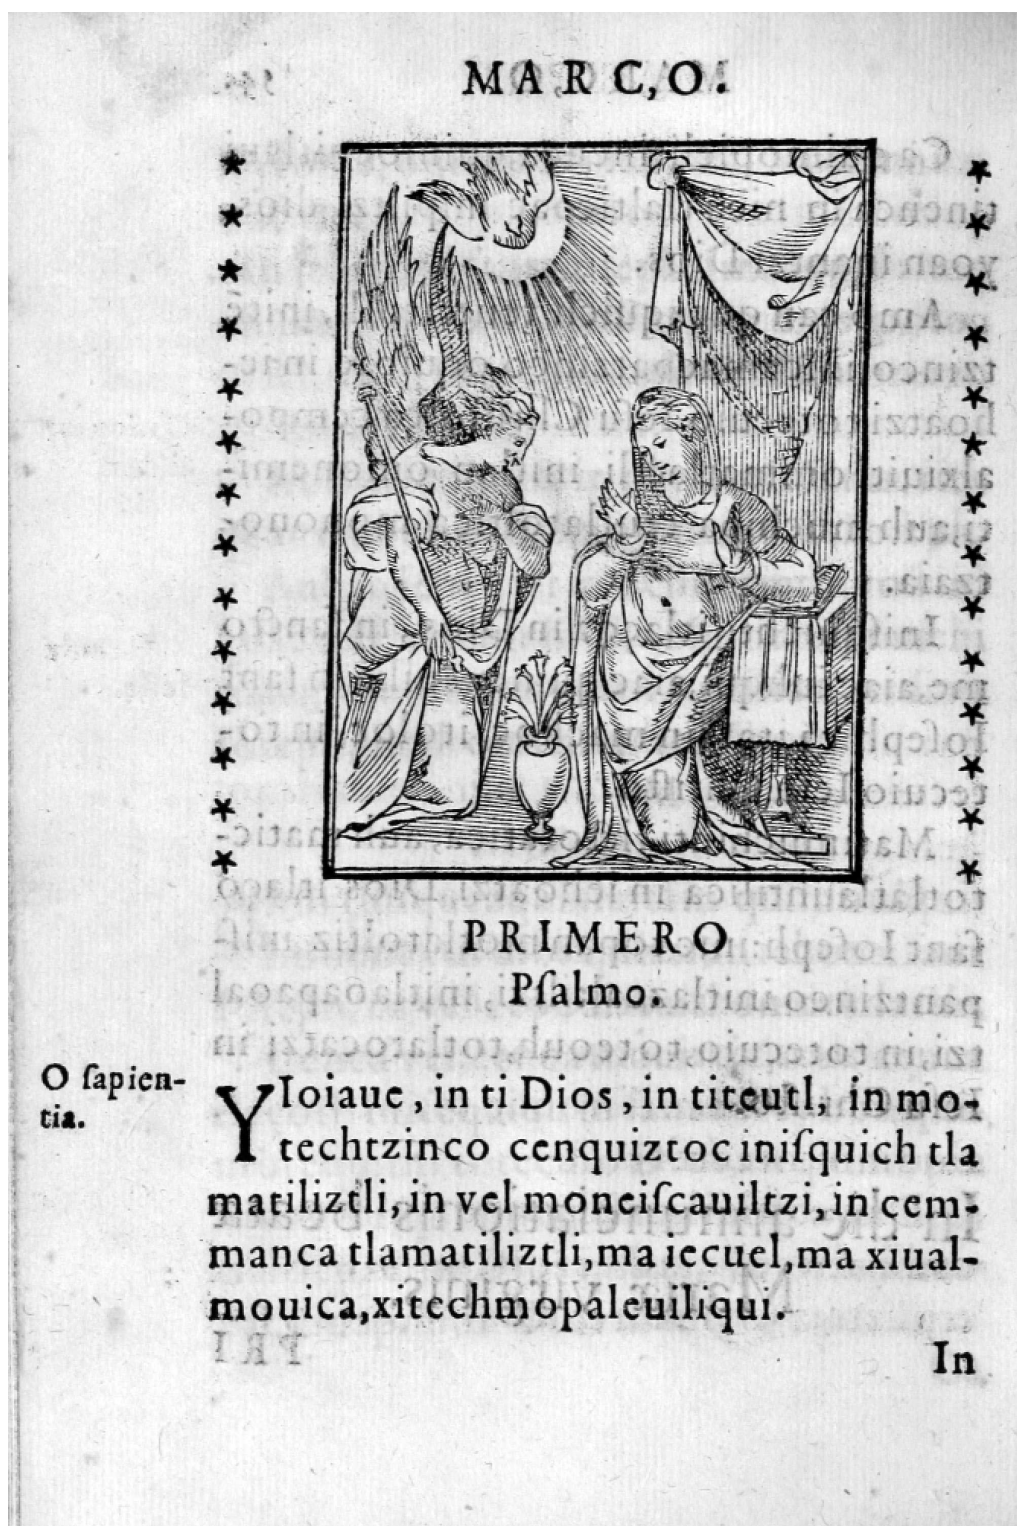 MARC,O.
PRIMERO
Pſalmo.
O ſapien-
tia.
YIoiaue, in ti Dios, in titeutl, in mo-
techtzinco cenquiztoc iniſquich tla
matiliztli, in vel moneiſcauiltzi, in cem-
manca tlamatiliztli, ma iecuel, ma xiual-
mouica, xitechmopaleuiliqui.
In